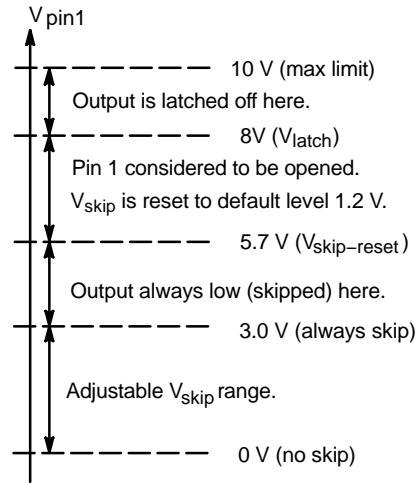 Vpin1
10 V (max limit)
Output is latched off here.
8V (Vlatch)
Pin 1 considered to be opened.
Vskip is reset to default level 1.2 V.
5.7 V (Vskip–reset)
Output always low (skipped) here.
3.0 V (always skip)
Adjustable Vskip range.
0 V (no skip)